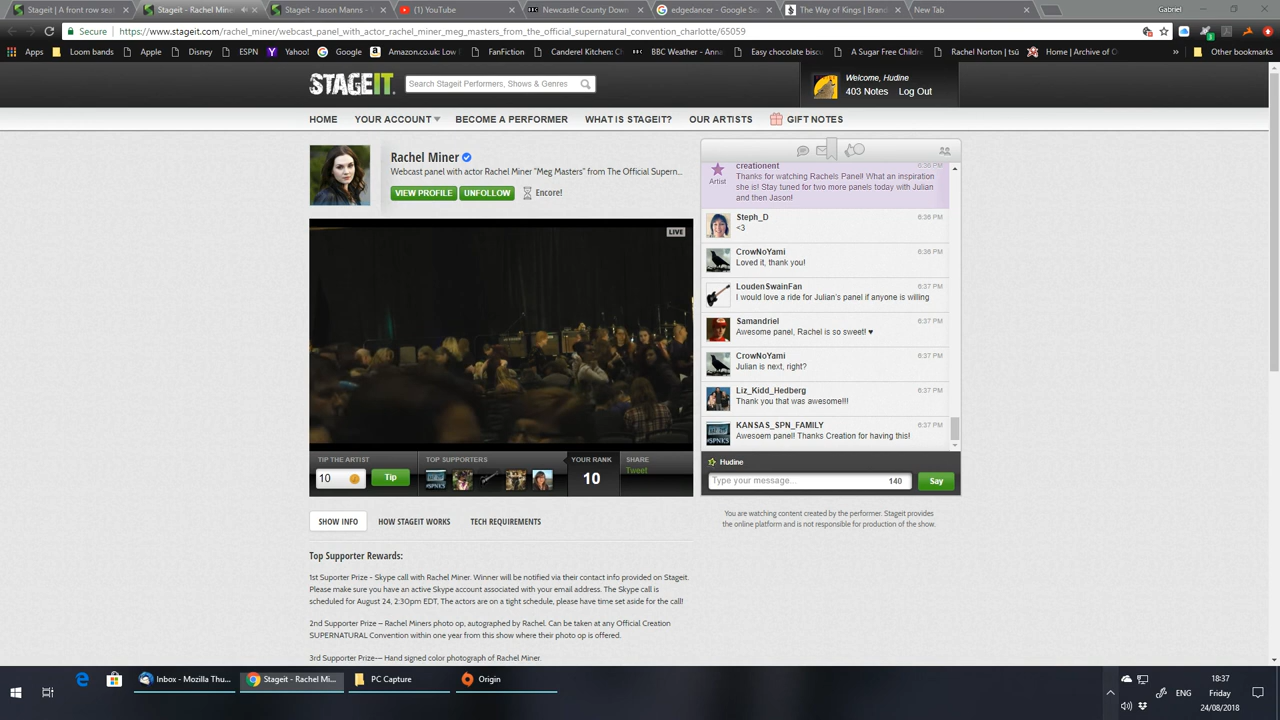 Stageit | A front row seat
Stageit - Rachel Miner
Stageit - Jason Manns -
(1) YouTube
Newcastle County Down
edgedancer - Google Sea
The Way of Kings | Brand
New Tab
Gabriel
Secure
https://www.stageit.com/rachel_miner/webcast_panel_with_actor_rachel_miner_meg_masters_from_the_official_supernatural_convention_charlotte/65059
Apps
Loom bands
Apple
Disney
ESPN
Yahoo!
Google
Amazon.co.uk: Low
FanFiction
Canderel Kitchen: Ch
BBC Weather - Anna
Easy chocolate biscu
A Sugar Free Childre
Rachel Norton | tsū
Home | Archive of O
»
Other bookmarks
STAGEIT.
Search Stageit Performers, Shows & Genres
Welcome, Hudine
403 Notes
Log Out
HOME
YOUR ACCOUNT
BECOME A PERFORMER
WHAT IS STAGEIT?
OUR ARTISTS
GIFT NOTES
Rachel Miner
Webcast panel with actor Rachel Miner "Meg Masters" from The Official Supern...
VIEW PROFILE
UNFOLLOW
Encore!
LIVE
TIP THE ARTIST
10
Tip
TOP SUPPORTERS
YOUR RANK
10
SHARE
Tweet
Artist
creationent
6:36 PM
Thanks for watching Rachels Panel! What an inspiration
she is! Stay tuned for two more panels today with Julian
and then Jason!
Steph_D
6:36 PM
<3
CrowNoYami
6:36 PM
Loved it, thank you!
LoudenSwainFan
6:37 PM
I would love a ride for Julian's panel if anyone is willing
Samandriel
6:37 PM
Awesome panel, Rachel is so sweet! ♥
CrowNoYami
6:37 PM
Julian is next, right?
Liz_Kidd_Hedberg
6:37 PM
Thank you that was awesome!!!
KANSAS_SPN_FAMILY
6:37 PM
Awesoem panel! Thanks Creation for having this!
#SPNKS
Hudine
Type your message...
140
Say
You are watching content created by the performer. Stageit provides
the online platform and is not responsible for production of the show.
SHOW INFO
HOW STAGEIT WORKS
TECH REQUIREMENTS
Top Supporter Rewards:
1st Suporter Prize - Skype call with Rachel Miner. Winner will be notified via their contact info provided on Stageit.
Please make sure you have an active Skype account associated with your email address. The Skype call is
scheduled for August 24, 2:30pm EDT, The actors are on a tight schedule, please have time set aside for the call!
2nd Supporter Prize – Rachel Miners photo op, autographed by Rachel. Can be taken at any Official Creation
SUPERNATURAL Convention within one year from this show where their photo op is offered.
3rd Supporter Prize-– Hand signed color photograph of Rachel Miner.
Inbox - Mozilla Thu...
Stageit - Rachel Mi...
PC Capture
Origin
ENG
18:37
Friday
24/08/2018